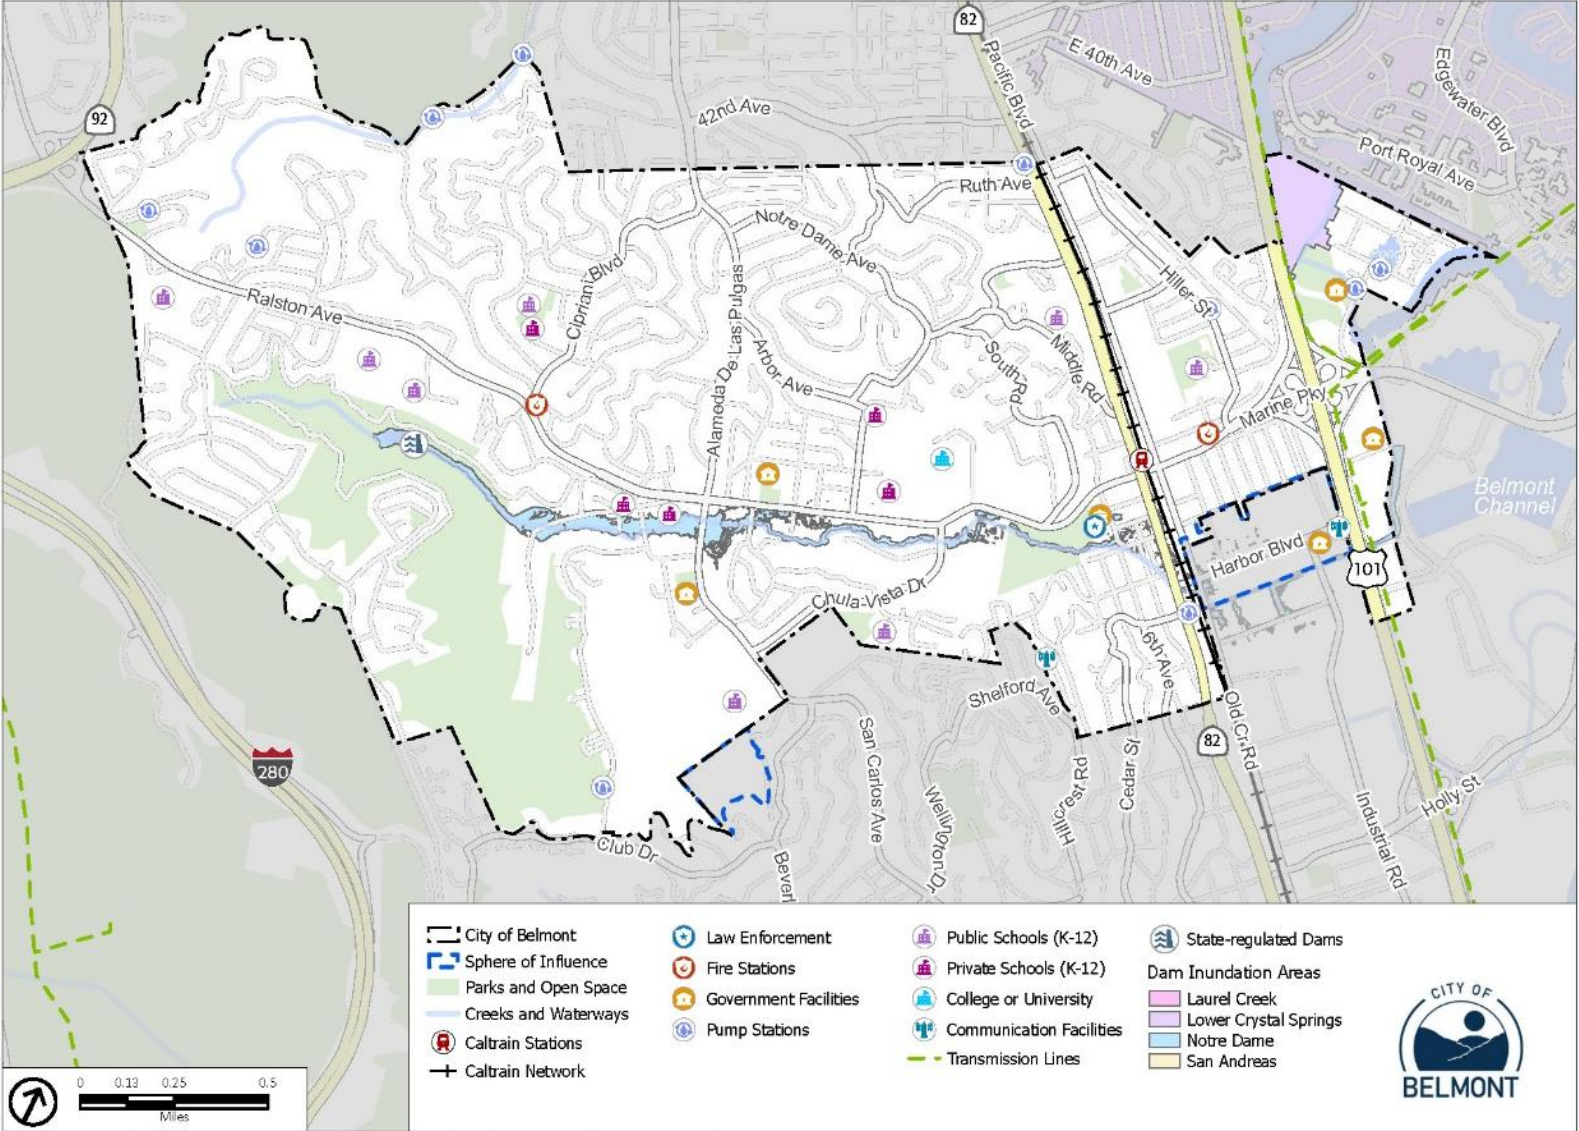 82
E 40th Ave
Pacific Blvd
Edgewater Blvd
92
42nd Ave
Port Royal Ave
Ruth Ave
Notre Dame Ave
Cipriani Blvd
Hiller St
Ralston Ave
Alameda De Las Pulgas
Arbor Ave
South Rd
Middle Rd
Marine Pky
Belmont
Channel
Harbor Blvd
101
Chula Vista Dr
6th Ave
Shelford Ave
Old Cr. Rd
82
280
San Carlos Ave
Wellington Dr
Hillcrest Rd
Cedar St
Industrial Rd
Holly St
Club Dr
Beverl
City of Belmont
Sphere of Influence
Parks and Open Space
Creeks and Waterways
Caltrain Stations
Caltrain Network
Law Enforcement
Fire Stations
Government Facilities
Pump Stations
Public Schools (K-12)
Private Schools (K-12)
College or University
Communication Facilities
Transmission Lines
State-regulated Dams
Dam Inundation Areas
Laurel Creek
Lower Crystal Springs
Notre Dame
San Andreas
CITY OF
BELMONT
0 0.13 0.25 0.5
Miles